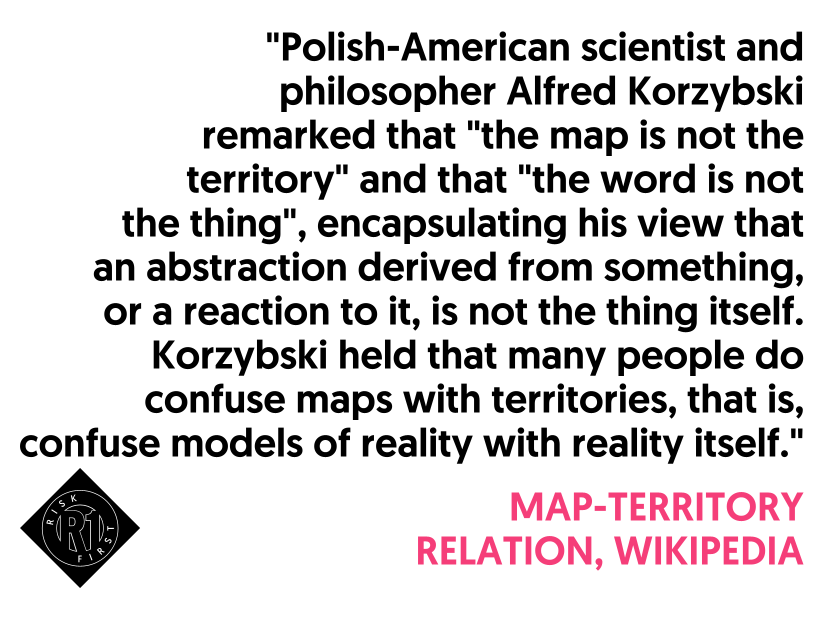 "Polish-American scientist and
philosopher Alfred Korzybski
remarked that "the map is not the
territory" and that "the word is not
the thing", encapsulating his view that
an abstraction derived from something,
or a reaction to it, is not the thing itself.
Korzybski held that many people do
confuse maps with territories, that is,
confuse models of reality with reality itself."
RISK
R1
FIRST
MAP-TERRITORY
RELATION, WIKIPEDIA